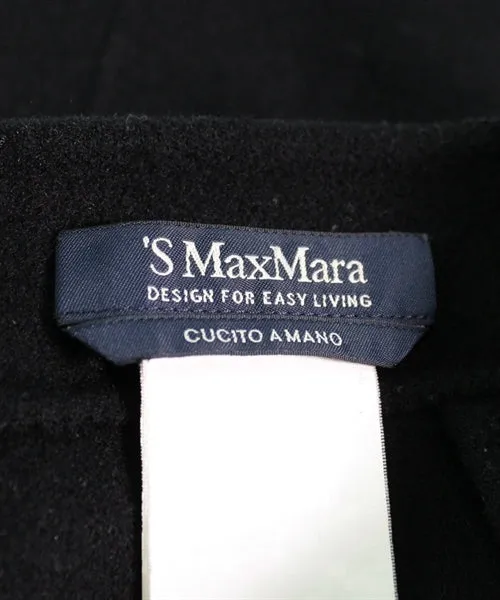 'S MaxMara
DESIGN FOR EASY LIVING
CUCITO A MANO